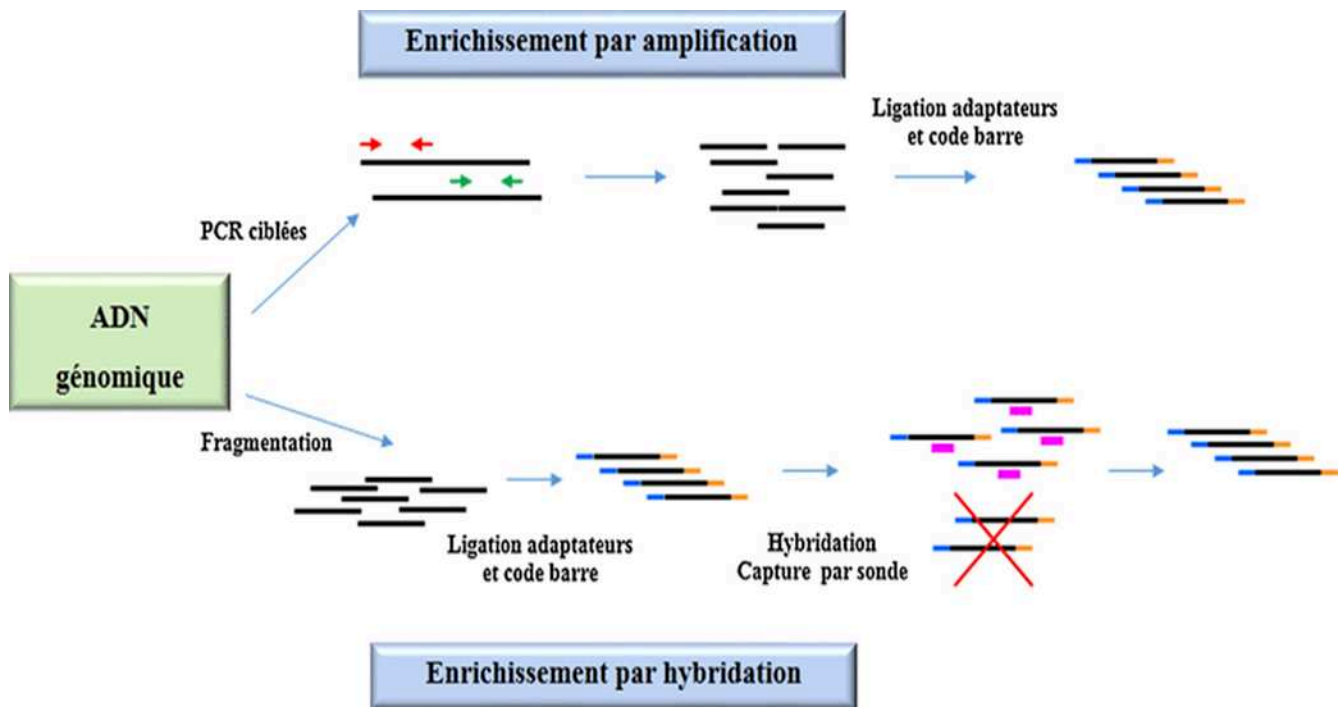 Enrichissement par amplification
Ligation adaptateurs
et code barre
PCR ciblées
ADN
génomique
Fragmentation
Ligation adaptateurs
et code barre
Hybridation
Capture par sonde
Enrichissement par hybridation